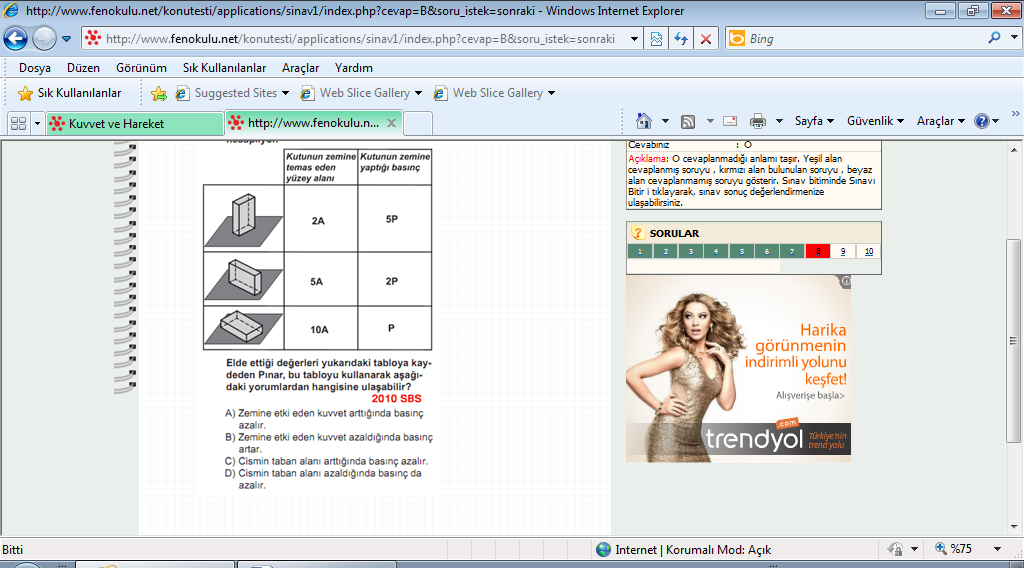 http://www.fenokulu.net/konutesti/applications/sinav1/index.php?cevap=B&soru_istek=sonraki - Windows Internet Explorer
http://www.fenokulu.net/konutesti/applications/sinav1/index.php?cevap=B&soru_istek=sonraki
Bing
Dosya Düzen Görünüm Sık Kullanılanlar Araçlar Yardım
Sık Kullanılanlar Suggested Sites Web Slice Gallery Web Slice Gallery
Kuvvet ve Hareket http://www.fenokulu.n... Sayfa Güvenlik Araçlar
Kutunun zemine
temas eden
yüzey alanı
Kutunun zemine
yaptığı basınç
2A 5P
5A 2P
10A P
Elde ettiği değerleri yukarıdaki tabloya kay-
deden Pınar, bu tabloyu kullanarak aşağı-
daki yorumlardan hangisine ulaşabilir?
2010 SBS
A) Zemine etki eden kuvvet arttığında basınç
azalır.
B) Zemine etki eden kuvvet azaldığında basınç
artar.
C) Cismin taban alanı arttığında basınç azalır.
D) Cismin taban alanı azaldığında basınç da
azalır.
Cevabınız : O
Açıklama: O cevaplanmadığı anlamı taşır. Yeşil alan
cevaplanmış soruyu , kırmızı alan bulunulan soruyu , beyaz
alan cevaplanmamış soruyu gösterir. Sınav bitiminde Sınavı
Bitir i tıklayarak, sınav sonuç değerlendirmenize
ulaşabilirsiniz.
SORULAR
1 2 3 4 5 6 7 8 9 10
Harika
görünmenin
indirimli yolunu
keşfet!
Alışverişe başla>
trendyol.com
Türkiye'nin
trend yolu
Bitti Internet | Korumalı Mod: Açık %75